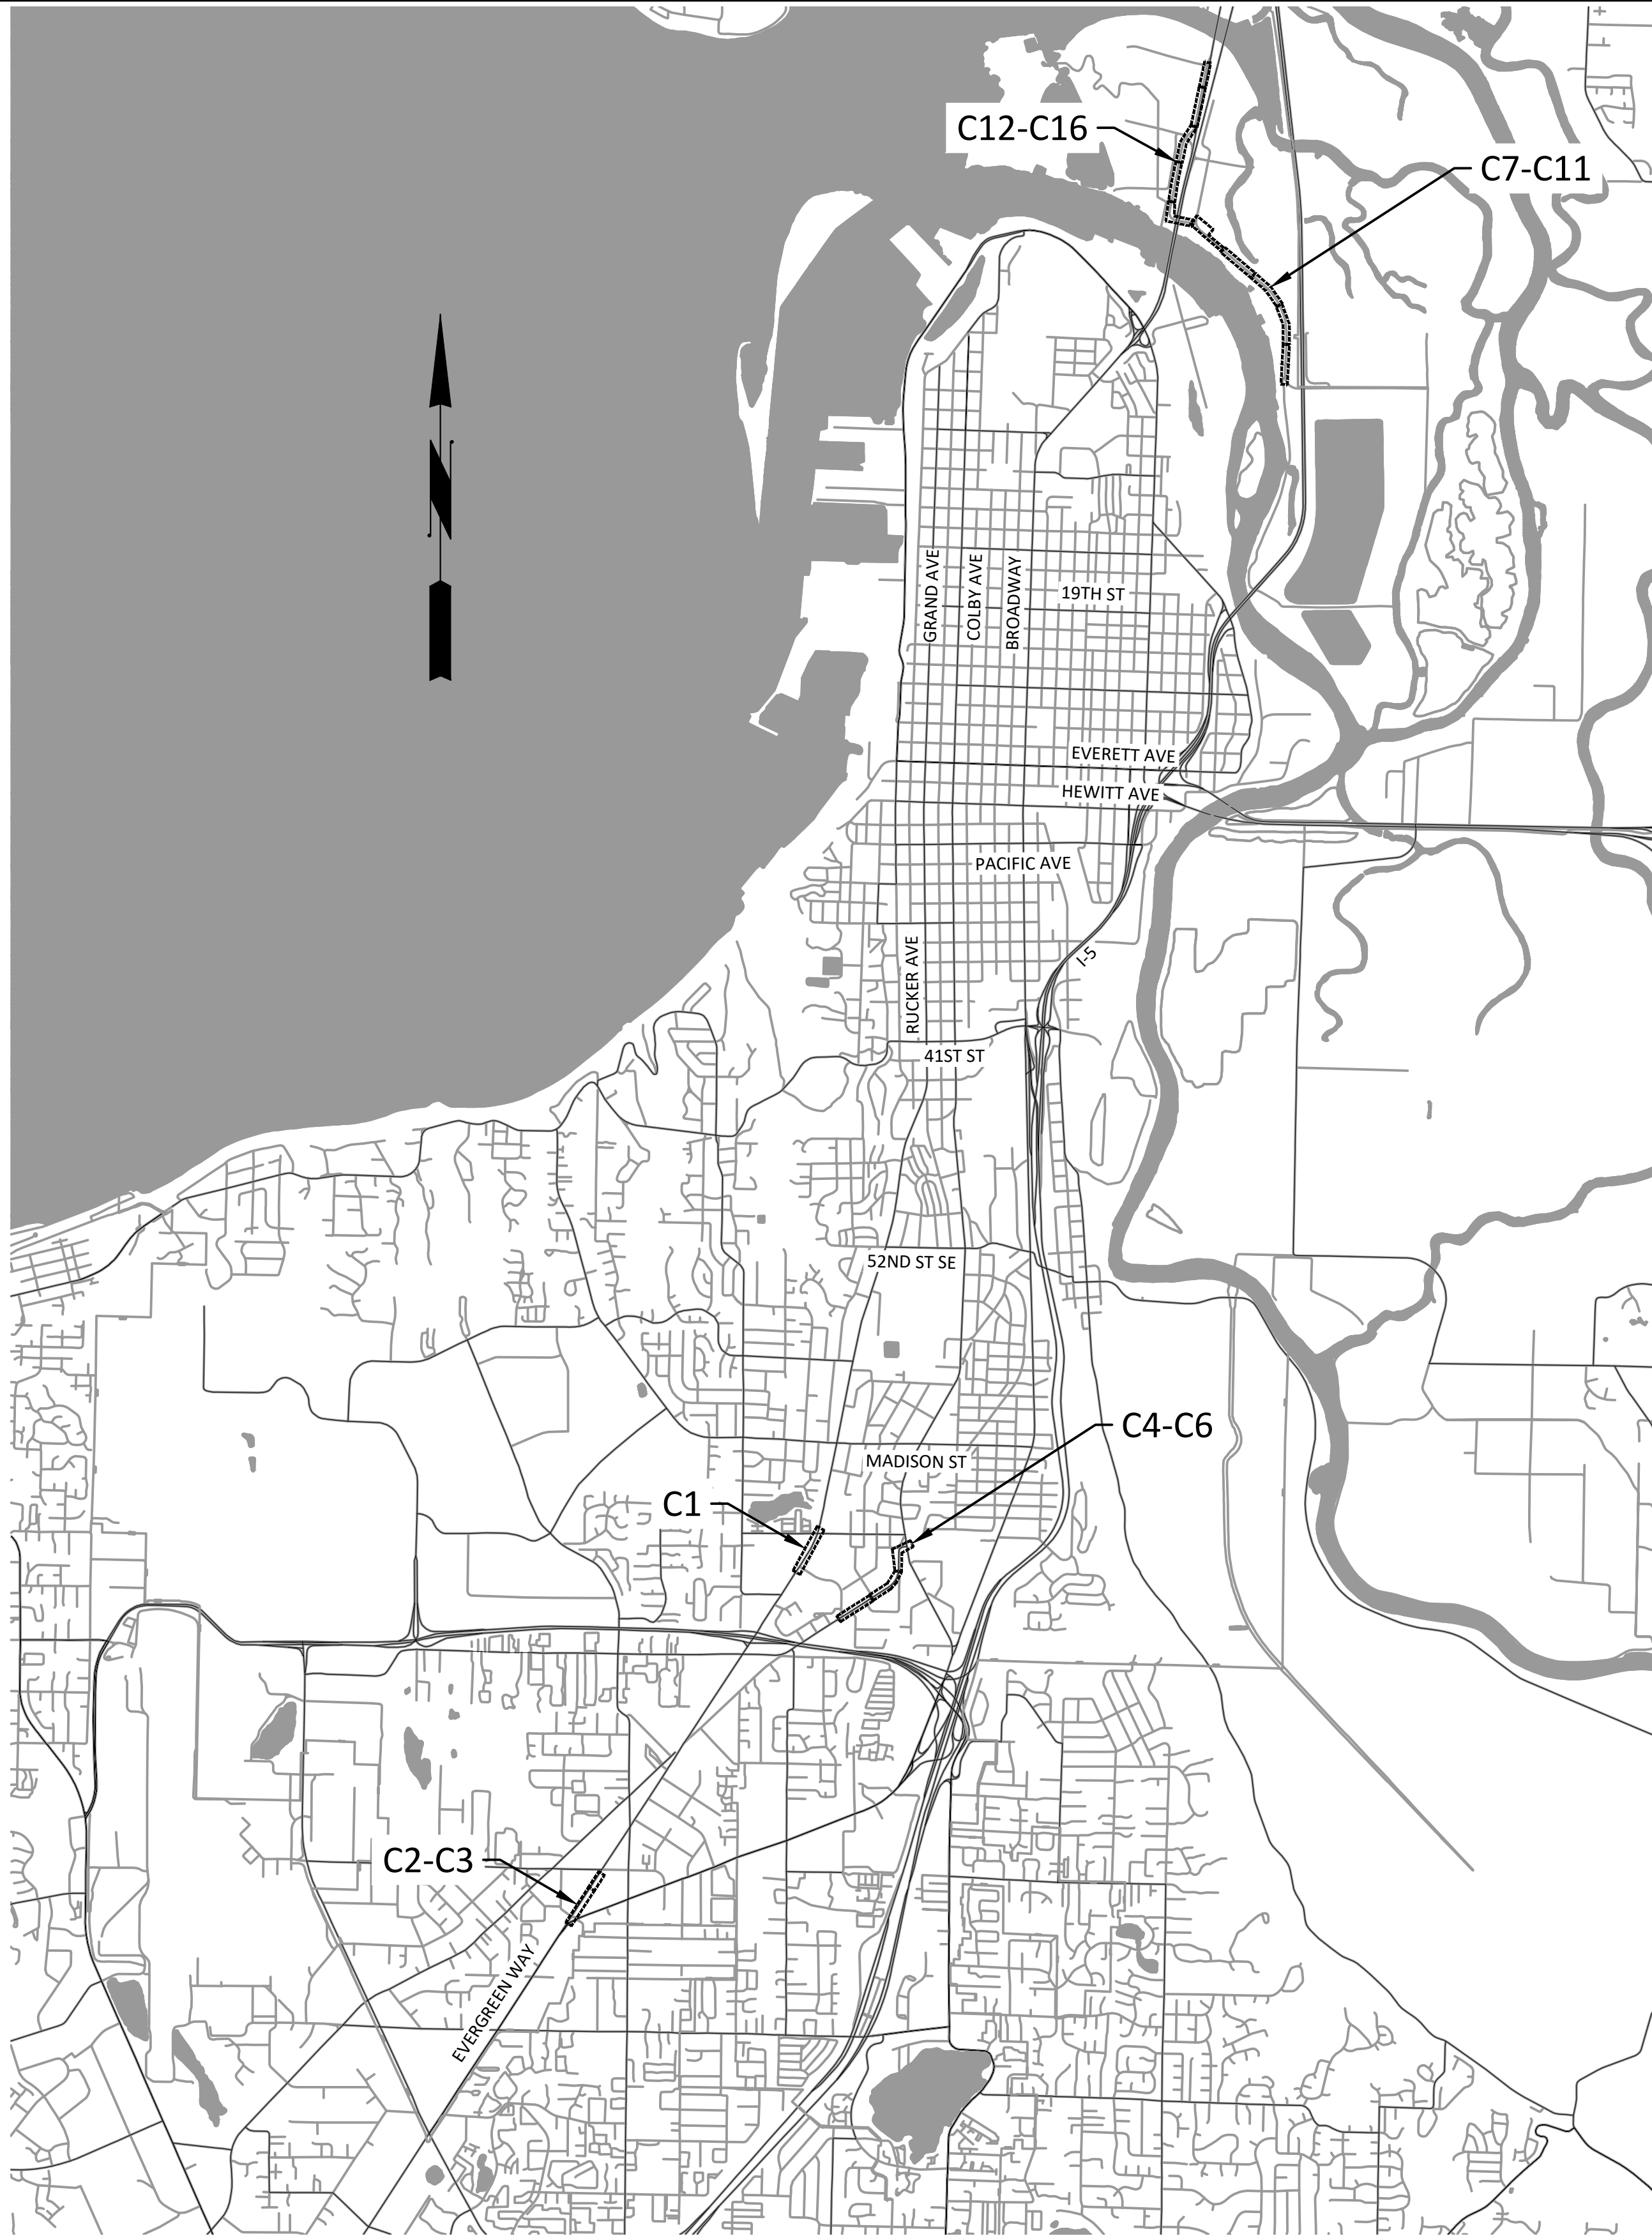 C12-C16
C7-C11
N
GRAND AVE
COLBY AVE
BROADWAY
19TH ST
EVERETT AVE
HEWITT AVE
PACIFIC AVE
I-5
RUCKER AVE
41ST ST
52ND ST SE
C4-C6
MADISON ST
C1
C2-C3
EVERGREEN WAY